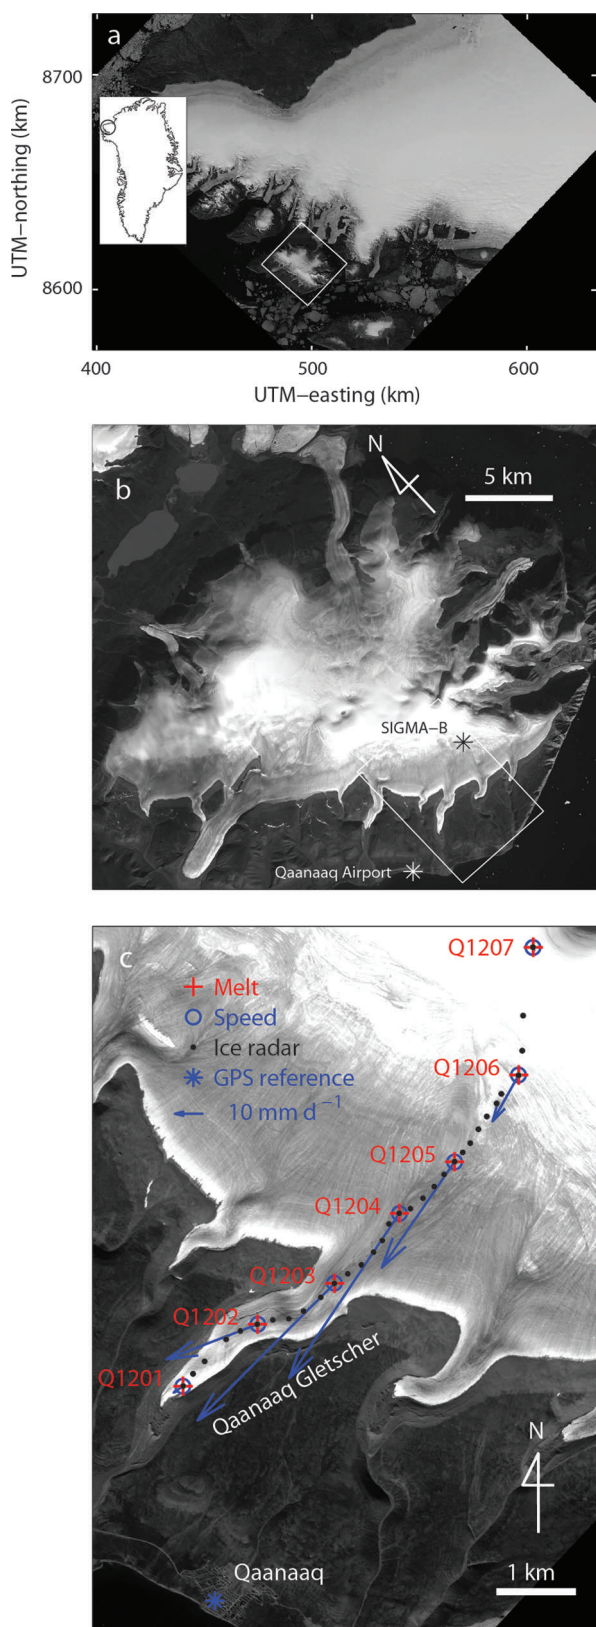 a
8700
8600
UTM–northing (km)
400
500
600
UTM–easting (km)
b
N
5 km
SIGMA–B
Qaanaaq Airport
c
Q1207
Melt
Speed
Ice radar
GPS reference
10 mm d⁻¹
Q1206
Q1205
Q1204
Q1203
Q1202
Q1201
Qaanaaq Gletscher
N
Qaanaaq
1 km